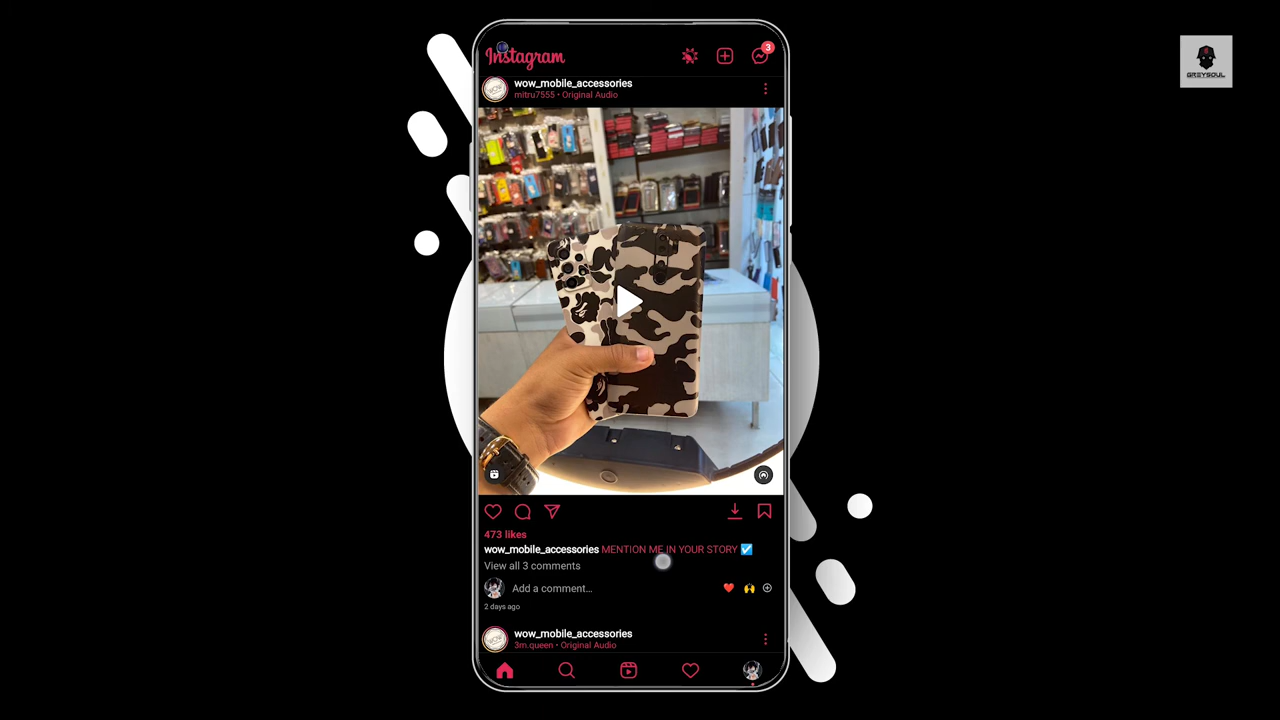 Instagram
3
wow_mobile_accessories
mitru7555 • Original Audio
473 likes
wow_mobile_accessories MENTION ME IN YOUR STORY ☑️
View all 3 comments
Add a comment...
2 days ago
wow_mobile_accessories
3m.queen • Original Audio
GREYSOUL